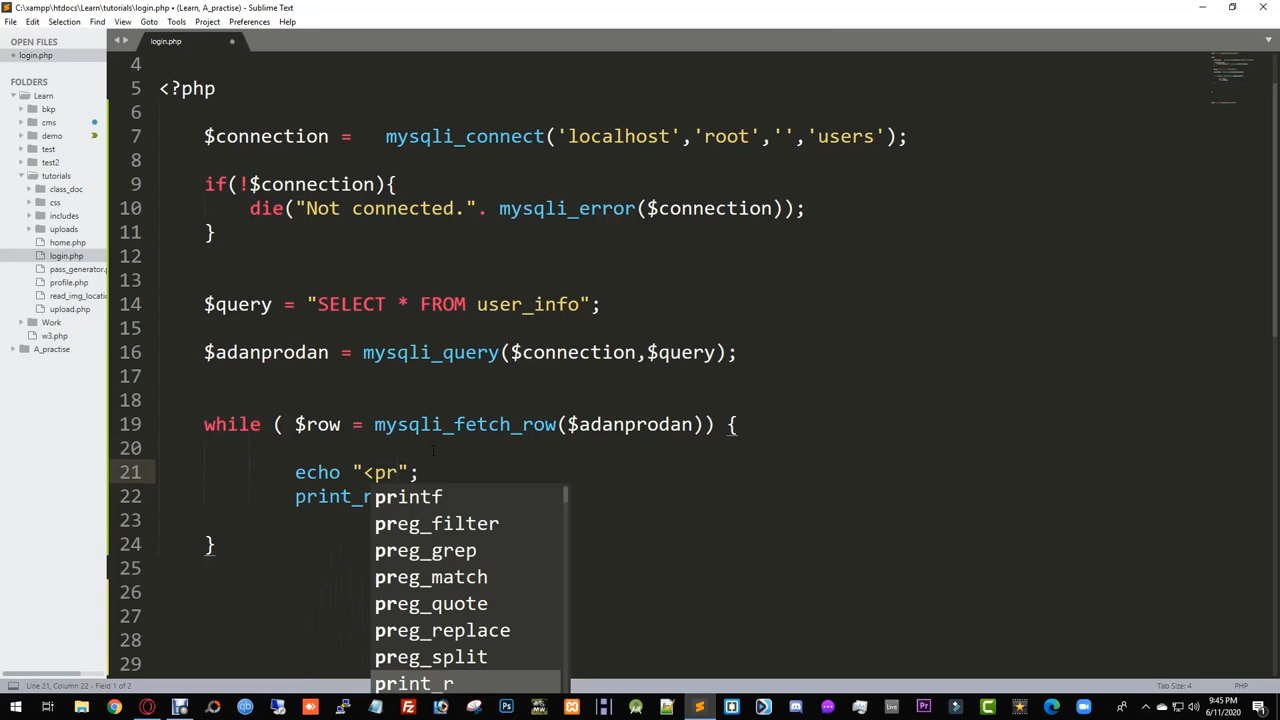 C:\xampp\htdocs\Learn\tutorials\login.php (Learn, A_practise) - Sublime Text
File Edit Selection Find View Goto Tools Project Preferences Help
OPEN FILES
login.php
FOLDERS
Learn
bkp
cms
demo
test
test2
tutorials
class_doc
css
includes
uploads
home.php
login.php
pass_generator.p
profile.php
read_img_locatio
upload.php
Work
w3.php
A_practise
login.php
4
5 <?php
6
7 $connection = mysqli_connect('localhost','root','','users');
8
9 if(!$connection){
10 die("Not connected.". mysqli_error($connection));
11 }
12
13
14 $query = "SELECT * FROM user_info";
15
16 $adanprodan = mysqli_query($connection,$query);
17
18
19 while ( $row = mysqli_fetch_row($adanprodan)) {
20
21 echo "<pr";
22 print_r
23
24 }
25
26
27
28
29
printf
preg_filter
preg_grep
preg_match
preg_quote
preg_replace
preg_split
print_r
Line 21, Column 22 - Field 1 of 2 Tab Size: 4 PHP
9:45 PM
6/11/2020